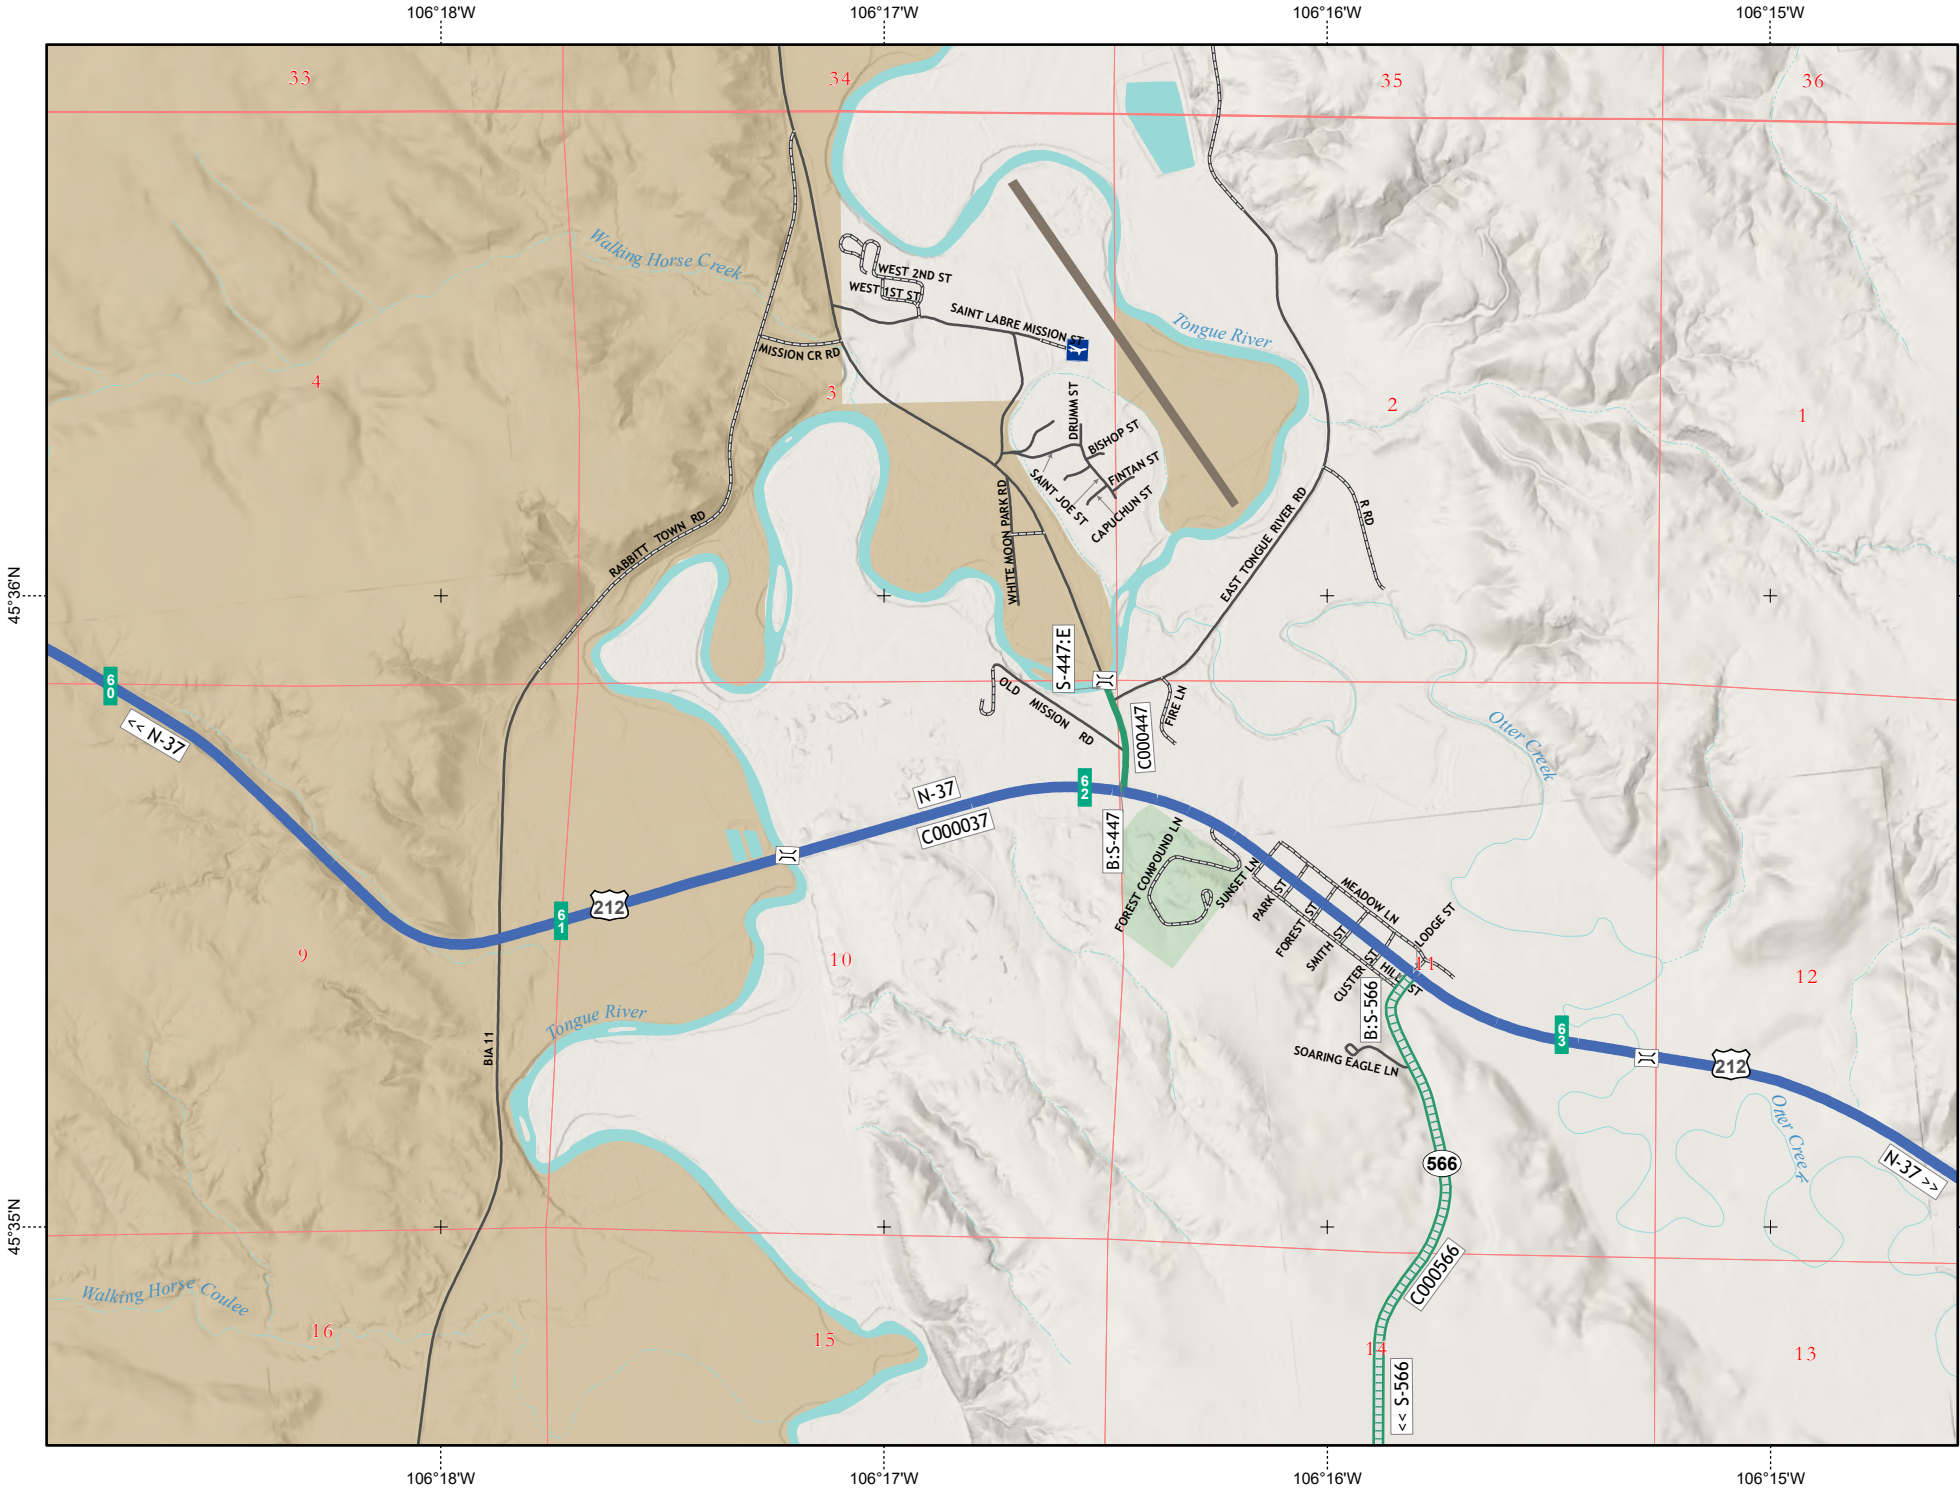 106°18'W
106°17'W
106°16'W
106°15'W
33
34
35
36
Walking Horse Creek
WEST 2ND ST
WEST 1ST ST
SAINT LABRE MISSION ST
Tongue River
MISSION CR RD
4
3
2
1
DRUMM ST
BISHOP ST
FINTAN ST
SAINT JOE ST
CAPUCHUN ST
WHITE MOON PARK RD
EAST TONGUE RIVER RD
R RD
RABBITT TOWN RD
45°36'N
S-447:E
60
<< N-37
OLD MISSION RD
FIRE LN
C000447
Otter Creek
N-37
C000037
62
B:S-447
FOREST COMPOUND LN
SUNSET LN
MEADOW LN
LODGE ST
PARK ST
FOREST ST
SMITH ST
CUSTER ST
HILL ST
212
61
9
10
11
12
B:S-566
63
212
Tongue River
BIA 11
SOARING EAGLE LN
Otter Creek
566
N-37 >>
45°35'N
C000566
Walking Horse Coulee
16
15
14
13
<< S-566
106°18'W
106°17'W
106°16'W
106°15'W